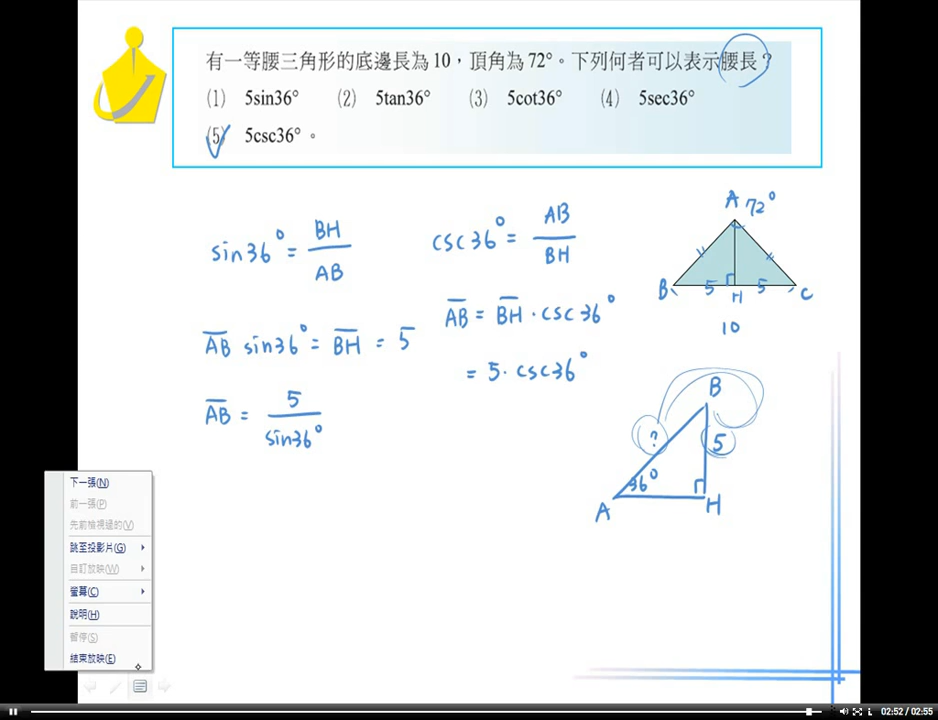 有一等腰三角形的底邊長為 10，頂角為 72°。下列何者可以表示腰長？
(1) 5sin36° (2) 5tan36° (3) 5cot36° (4) 5sec36°
(5) 5csc36°。
sin36° = BH / AB
csc36° = AB / BH
A 72°
B 5 H 5 C
10
AB sin36° = BH = 5
AB = BH · csc36°
= 5 · csc36°
AB = 5 / sin36°
B
? 5
36°
A H
下一張(N)
前一張(P)
先前檢視過的(V)
跳至投影片(G)
自訂放映(W)
螢幕(C)
說明(H)
暫停(S)
結束放映(E)
02:52 / 02:55